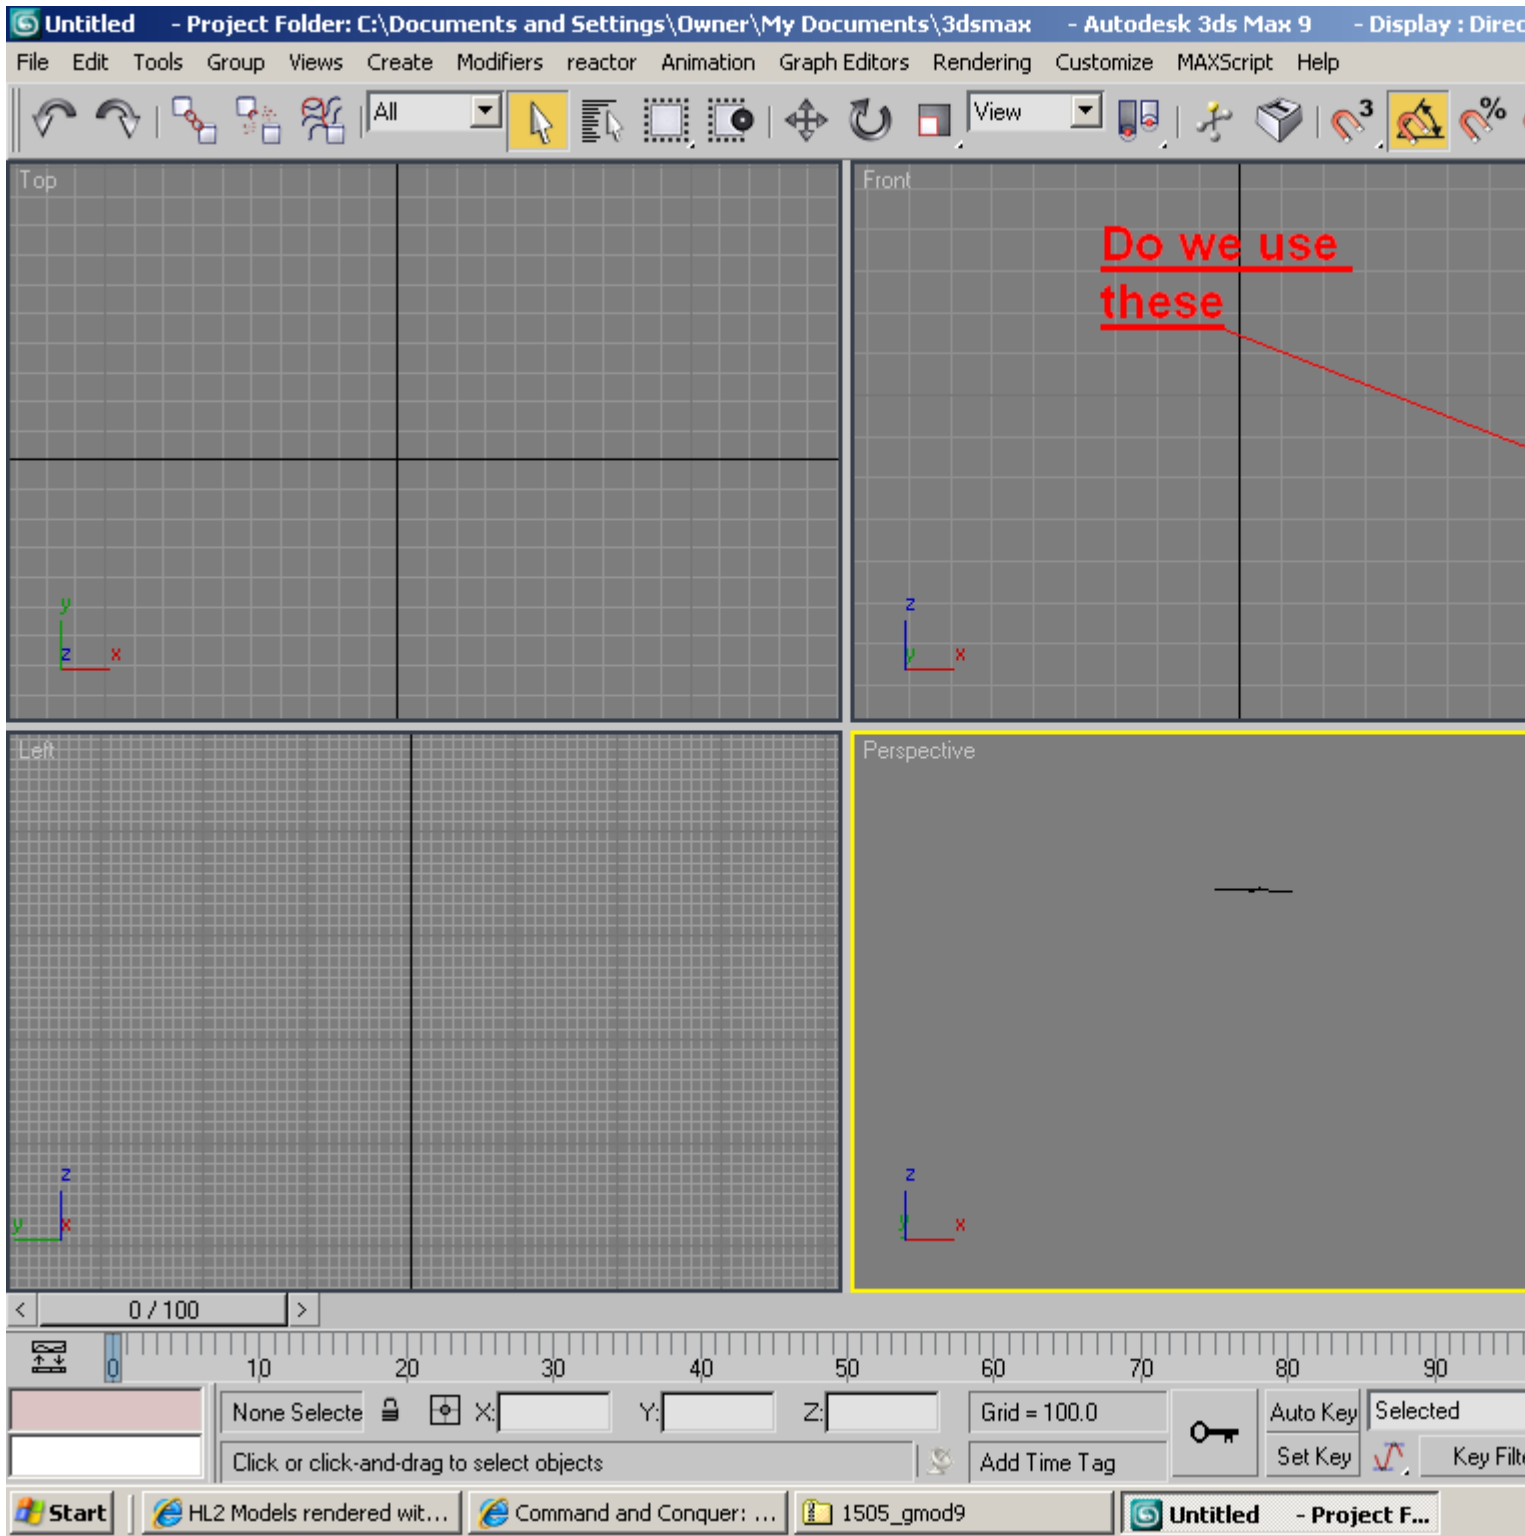 Untitled - Project Folder: C:\Documents and Settings\Owner\My Documents\3dsmax - Autodesk 3ds Max 9 - Display : Direc
File Edit Tools Group Views Create Modifiers reactor Animation Graph Editors Rendering Customize MAXScript Help
All View 3 %
Top
Front
Do we use
these
y
z x
z
y x
Left
Perspective
z
y x
z
y x
< 0 / 100 >
0 10 20 30 40 50 60 70 80 90
None Selecte X: Y: Z: Grid = 100.0 Auto Key Selected
Click or click-and-drag to select objects Add Time Tag Set Key Key Filte
Start HL2 Models rendered wit... Command and Conquer: ... 1505_gmod9 Untitled - Project F...